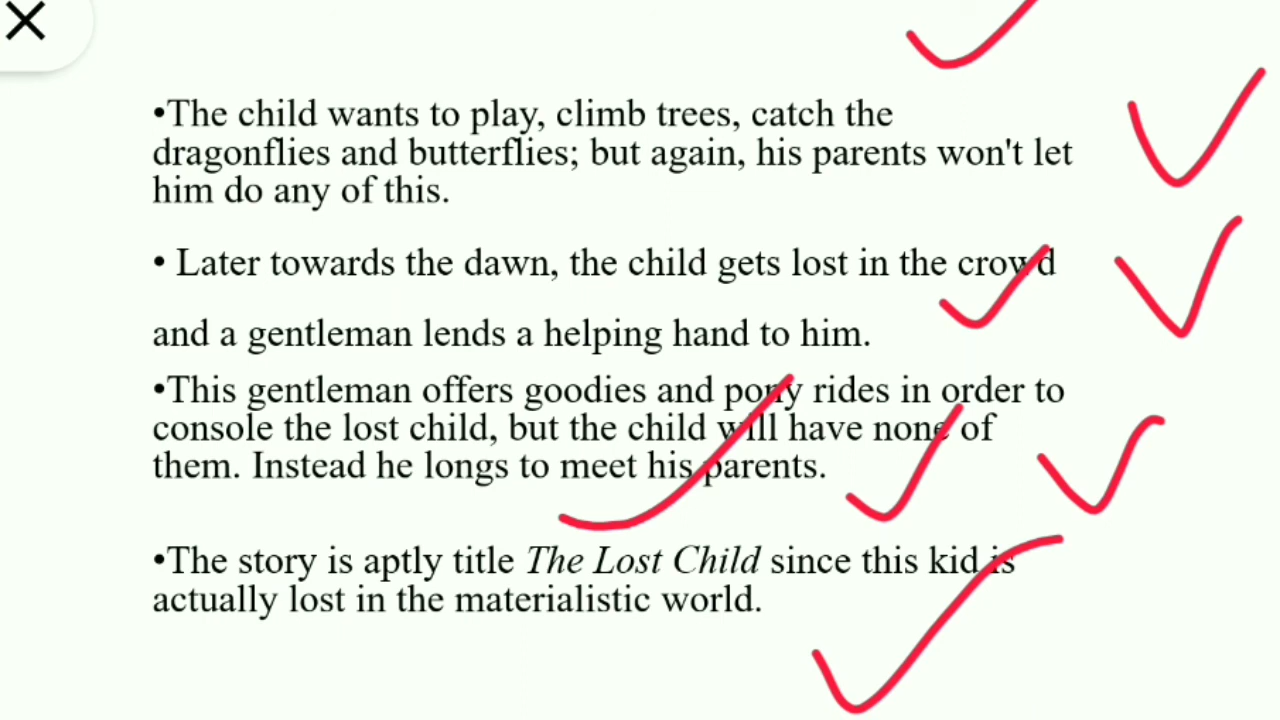 •The child wants to play, climb trees, catch the
dragonflies and butterflies; but again, his parents won't let
him do any of this.
• Later towards the dawn, the child gets lost in the crowd
and a gentleman lends a helping hand to him.
•This gentleman offers goodies and pony rides in order to
console the lost child, but the child will have none of
them. Instead he longs to meet his parents.
•The story is aptly title The Lost Child since this kid is
actually lost in the materialistic world.